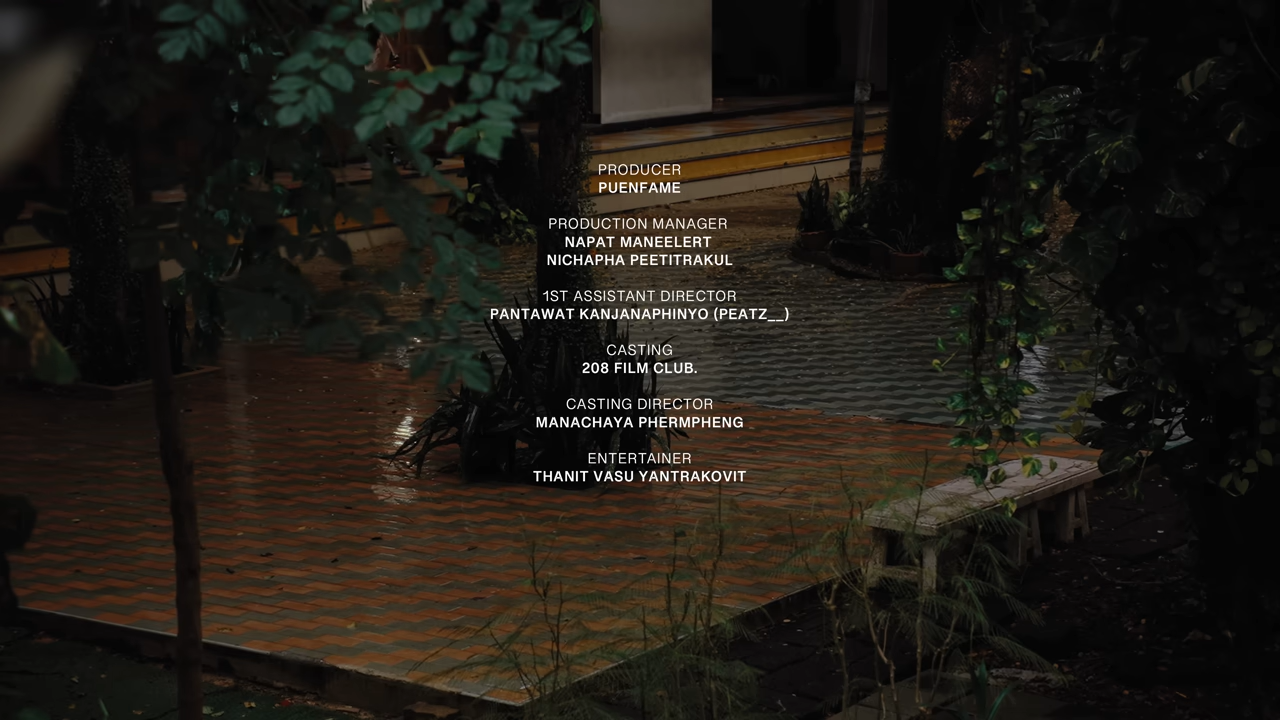 PRODUCER
PUENFAME
PRODUCTION MANAGER
NAPAT MANEELERT
NICHAPHA PEETITRAKUL
1ST ASSISTANT DIRECTOR
PANTAWAT KANJANAPHINYO (PEATZ__)
CASTING
208 FILM CLUB.
CASTING DIRECTOR
MANACHAYA PHERMPHENG
ENTERTAINER
THANIT VASU YANTRAKOVIT